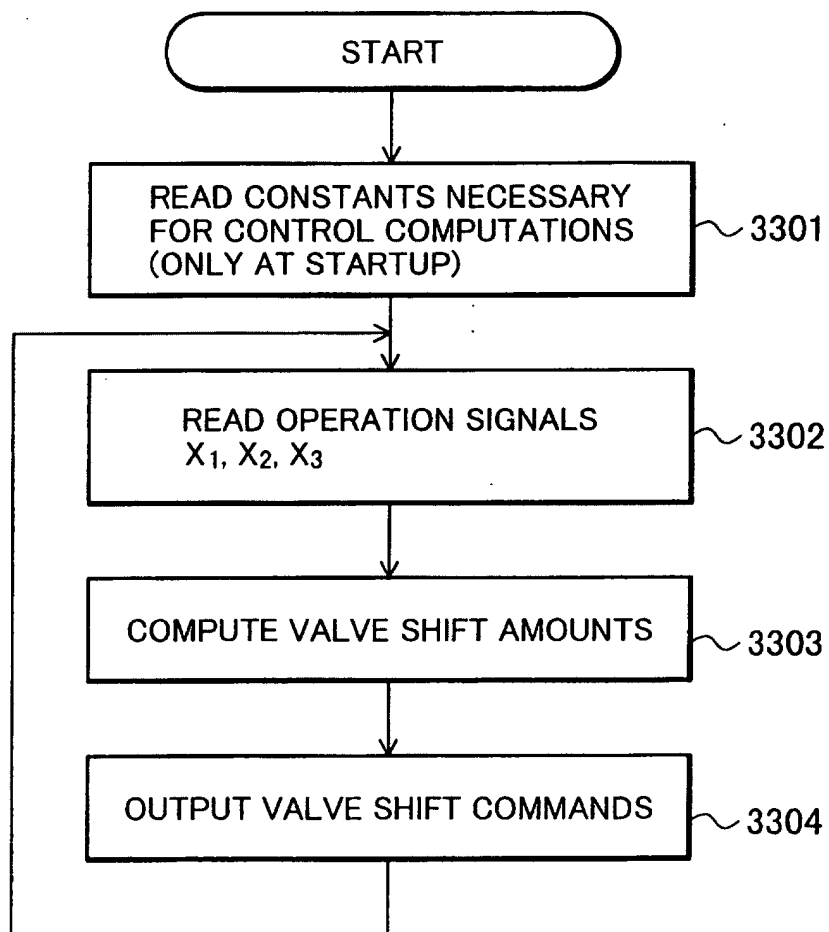 START
READ CONSTANTS NECESSARY
FOR CONTROL COMPUTATIONS
(ONLY AT STARTUP)
3301
READ OPERATION SIGNALS
X₁, X₂, X₃
3302
COMPUTE VALVE SHIFT AMOUNTS
3303
OUTPUT VALVE SHIFT COMMANDS
3304